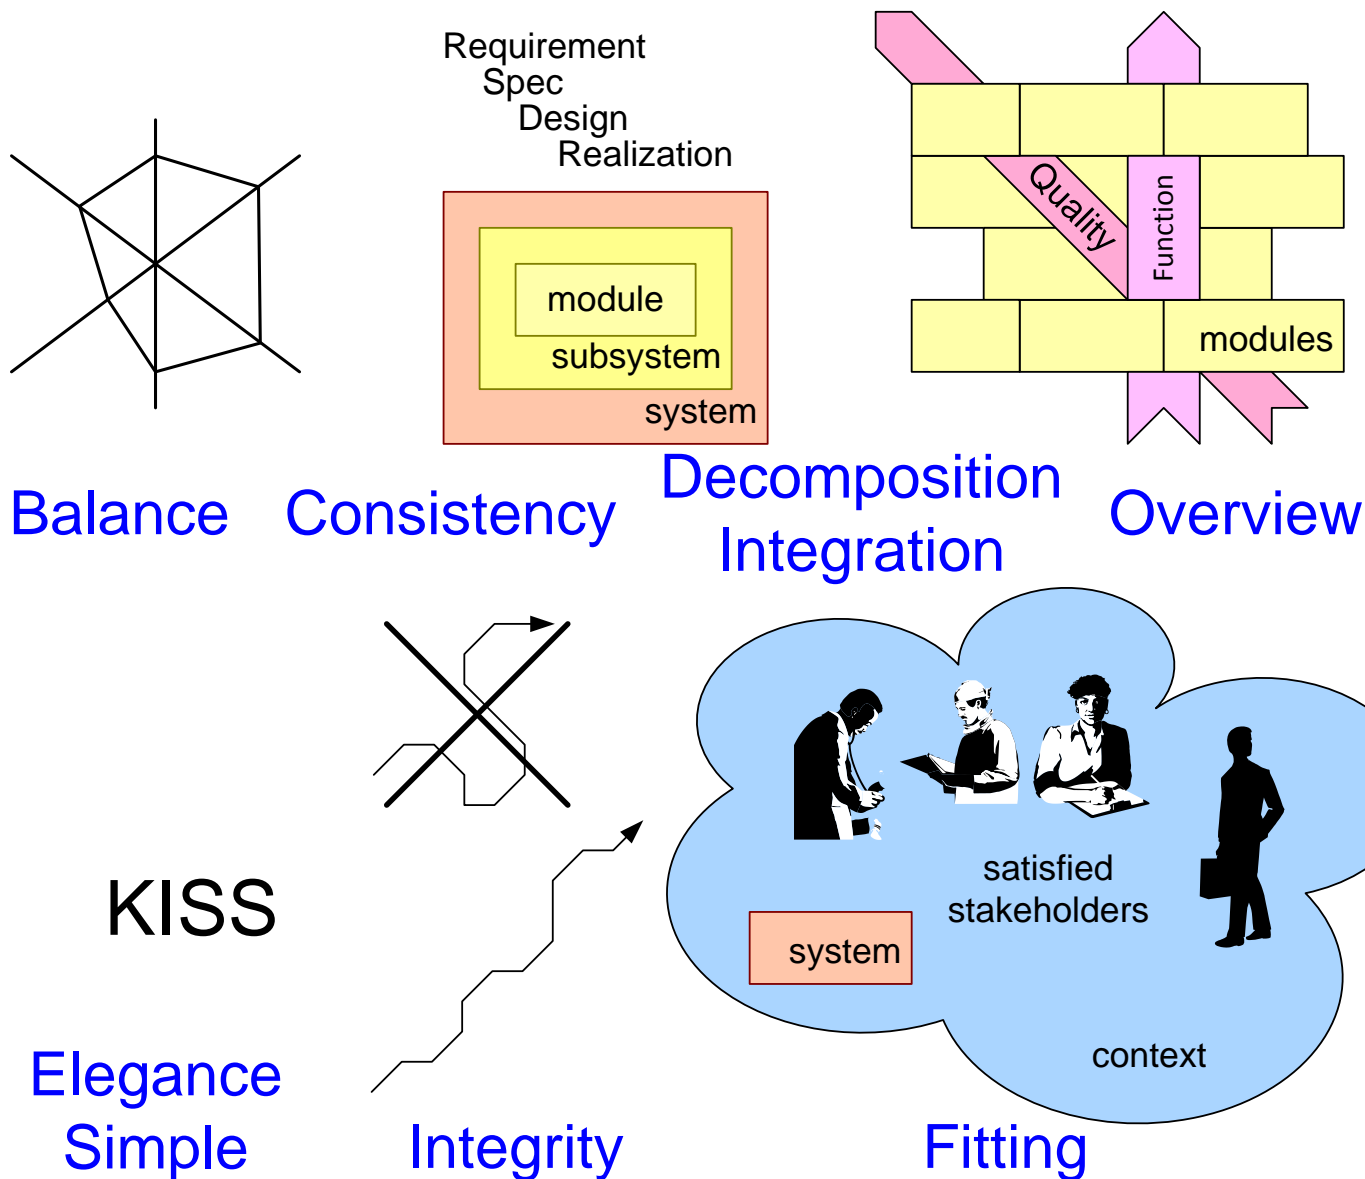 Requirement
Spec
Design
Realization
module
subsystem
system
Quality
Function
modules
Balance
Consistency
Decomposition
Integration
Overview
KISS
satisfied
stakeholders
system
context
Elegance
Simple
Integrity
Fitting